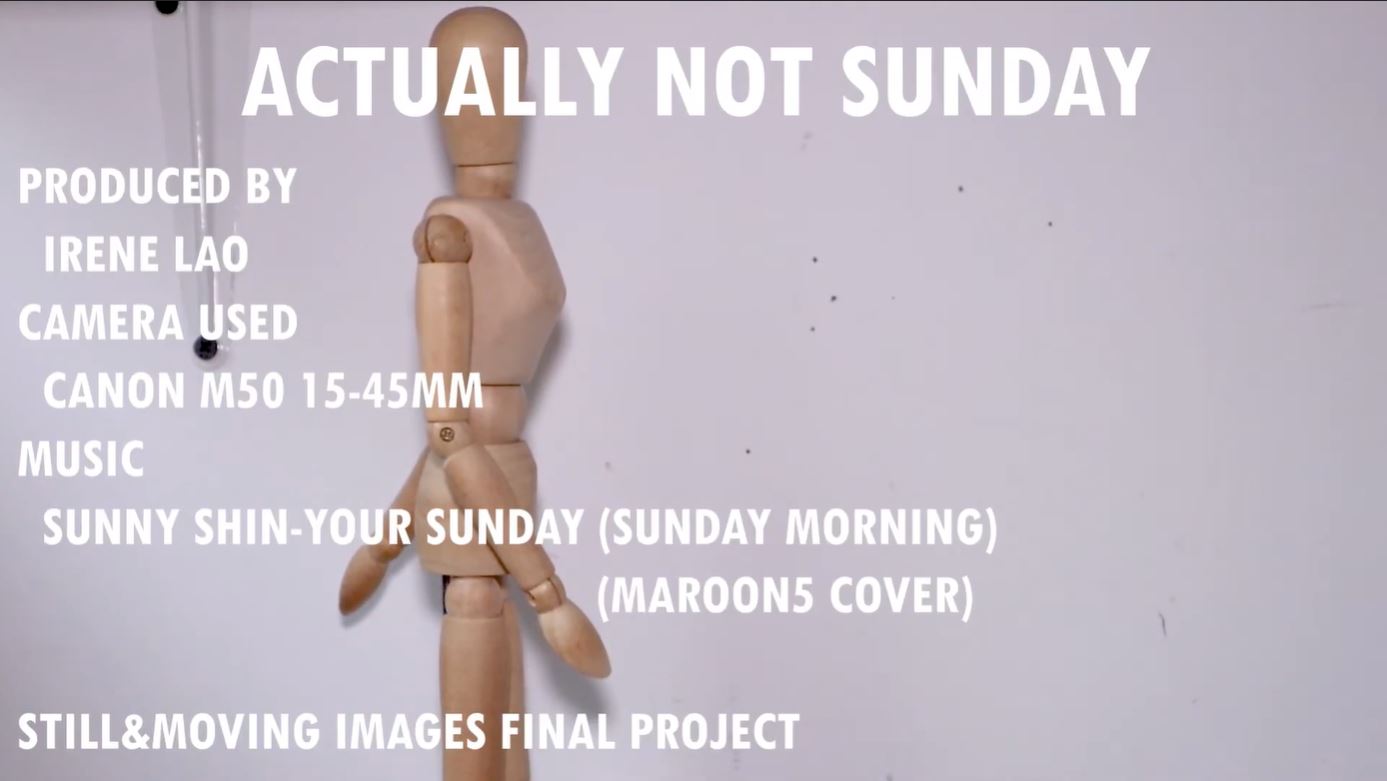 ACTUALLY NOT SUNDAY
PRODUCED BY
IRENE LAO
CAMERA USED
CANON M50 15-45MM
MUSIC
SUNNY SHIN-YOUR SUNDAY (SUNDAY MORNING)
(MAROON5 COVER)
STILL&MOVING IMAGES FINAL PROJECT